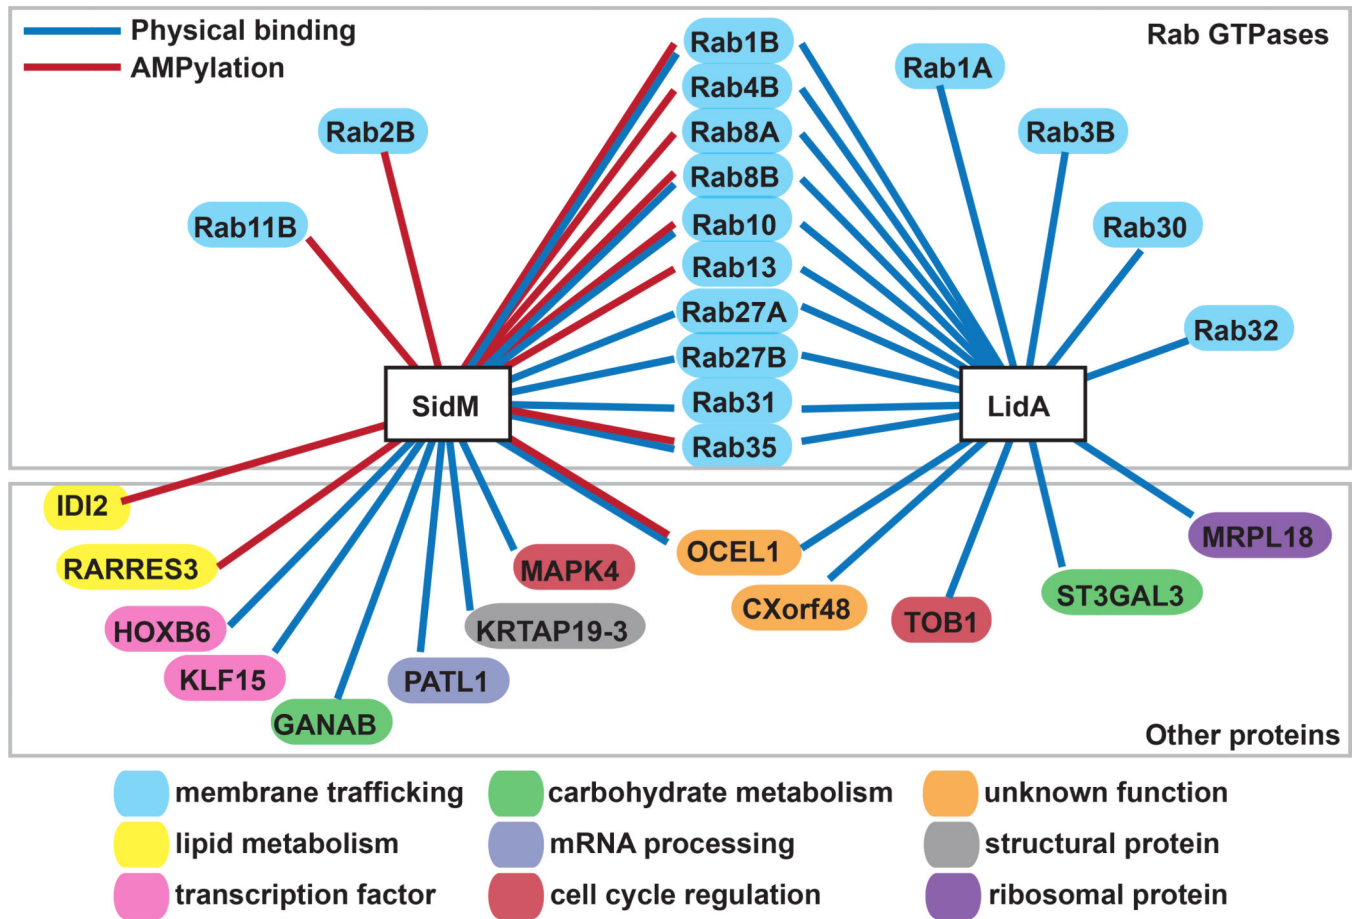 Physical binding
AMPylation
Rab GTPases
Rab1B
Rab4B
Rab8A
Rab8B
Rab10
Rab13
Rab27A
Rab27B
Rab31
Rab35
Rab2B
Rab11B
Rab1A
Rab3B
Rab30
Rab32
SidM
LidA
IDI2
RARRES3
HOXB6
KLF15
GANAB
PATL1
KRTAP19-3
MAPK4
OCEL1
CXorf48
TOB1
ST3GAL3
MRPL18
Other proteins
membrane trafficking
carbohydrate metabolism
unknown function
lipid metabolism
mRNA processing
structural protein
transcription factor
cell cycle regulation
ribosomal protein